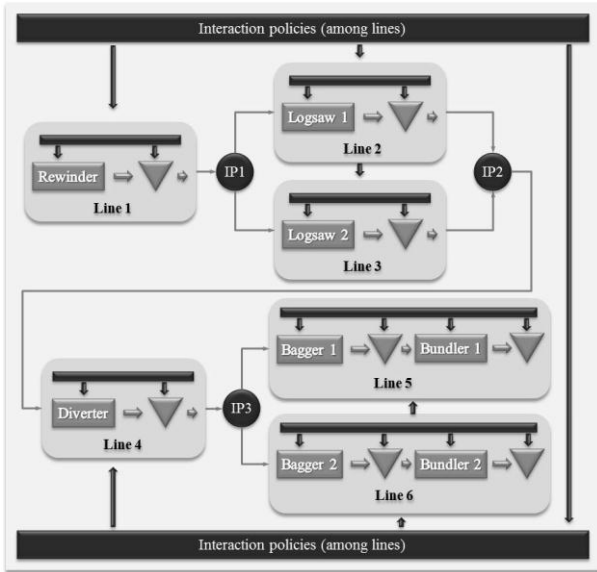 Interaction policies (among lines)
Logsaw 1
Line 2
Rewinder
Line 1
IP1
IP2
Logsaw 2
Line 3
Bagger 1
Bundler 1
Line 5
Diverter
Line 4
IP3
Bagger 2
Bundler 2
Line 6
Interaction policies (among lines)